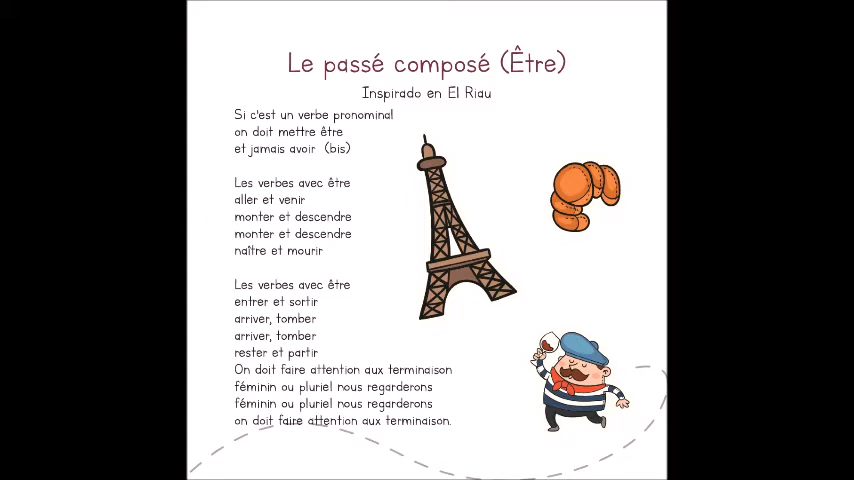 Le passé composé (Être)
Inspirado en El Riau
Si c'est un verbe pronominal
on doit mettre être
et jamais avoir (bis)
Les verbes avec être
aller et venir
monter et descendre
monter et descendre
naître et mourir
Les verbes avec être
entrer et sortir
arriver, tomber
arriver, tomber
rester et partir
On doit faire attention aux terminaison
féminin ou pluriel nous regarderons
féminin ou pluriel nous regarderons
on doit faire attention aux terminaison.